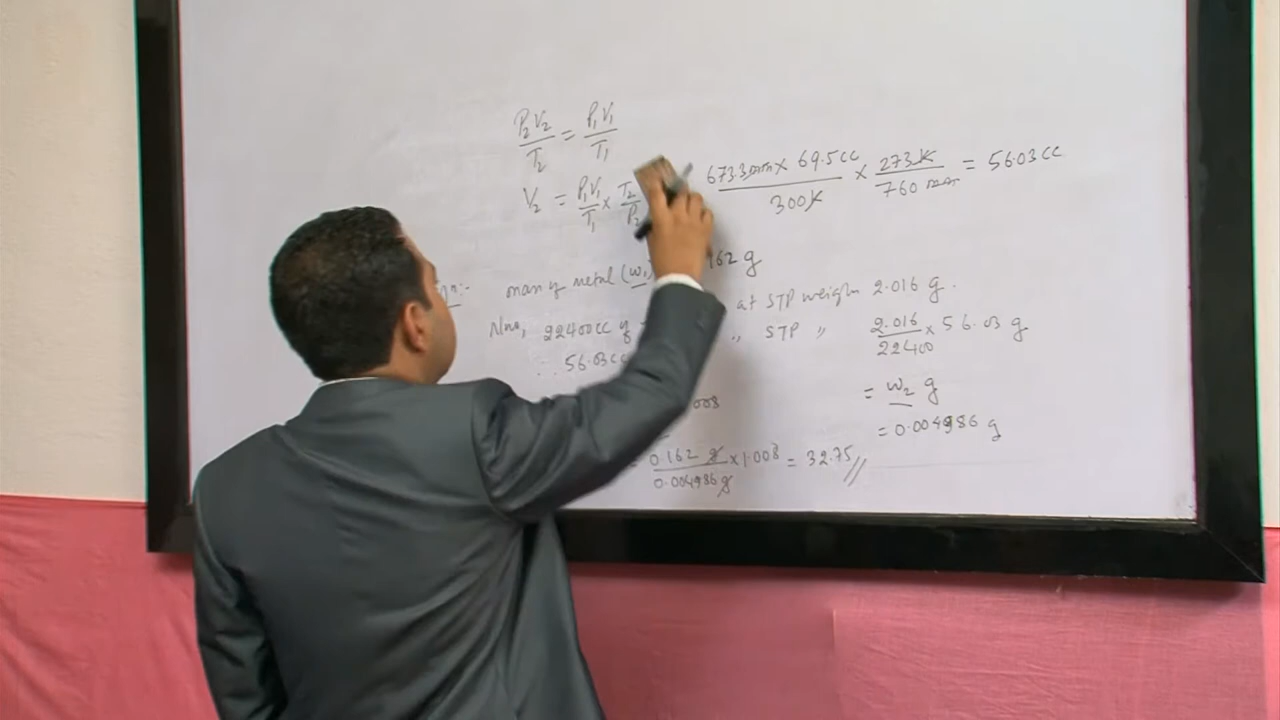 P₂V₂/T₂ = P₁V₁/T₁
V₂ = P₁V₁/T₁ × T₂/P₂ 673.3mm × 69.5cc/300K × 273K/760 mm = 56.03 cc
n:- mass of metal (w₁) 162 g
Now, 22400cc of at STP weighs 2.016 g.
∴ 56.03cc " STP " 2.016/22400 × 56.03 g
= w₂ g
008
= 0.004986 g
= 0.162 g/0.004986g × 1.008 = 32.75//